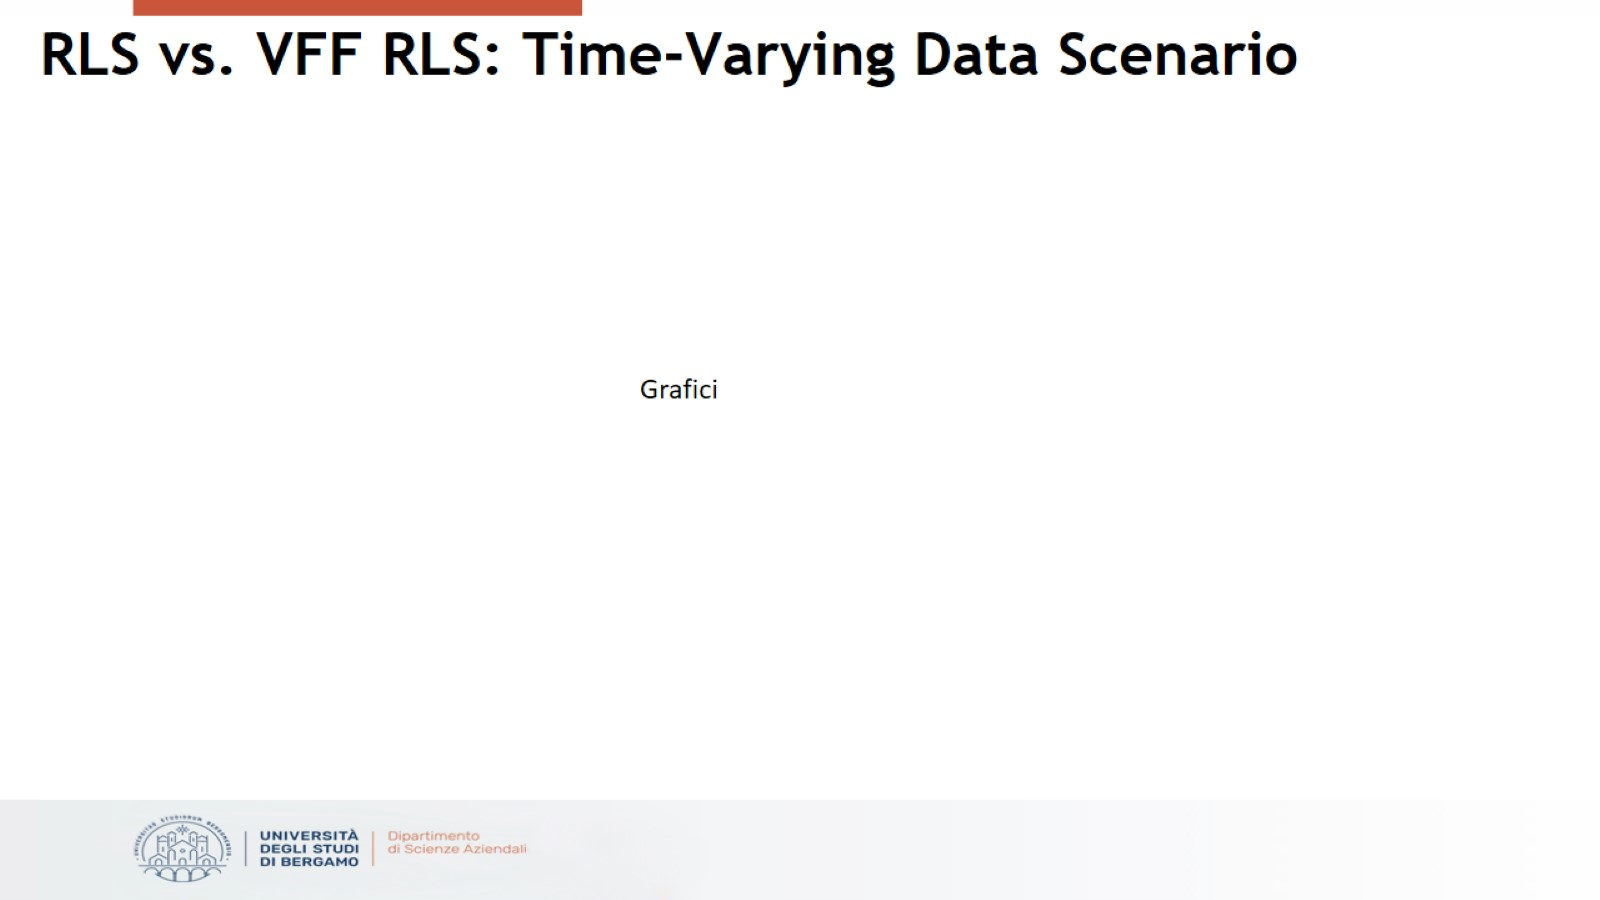 RLS vs. VFF RLS: Time-Varying Data Scenario
Grafici
UNIVERSITÀ
DEGLI STUDI
DI BERGAMO
Dipartimento
di Scienze Aziendali